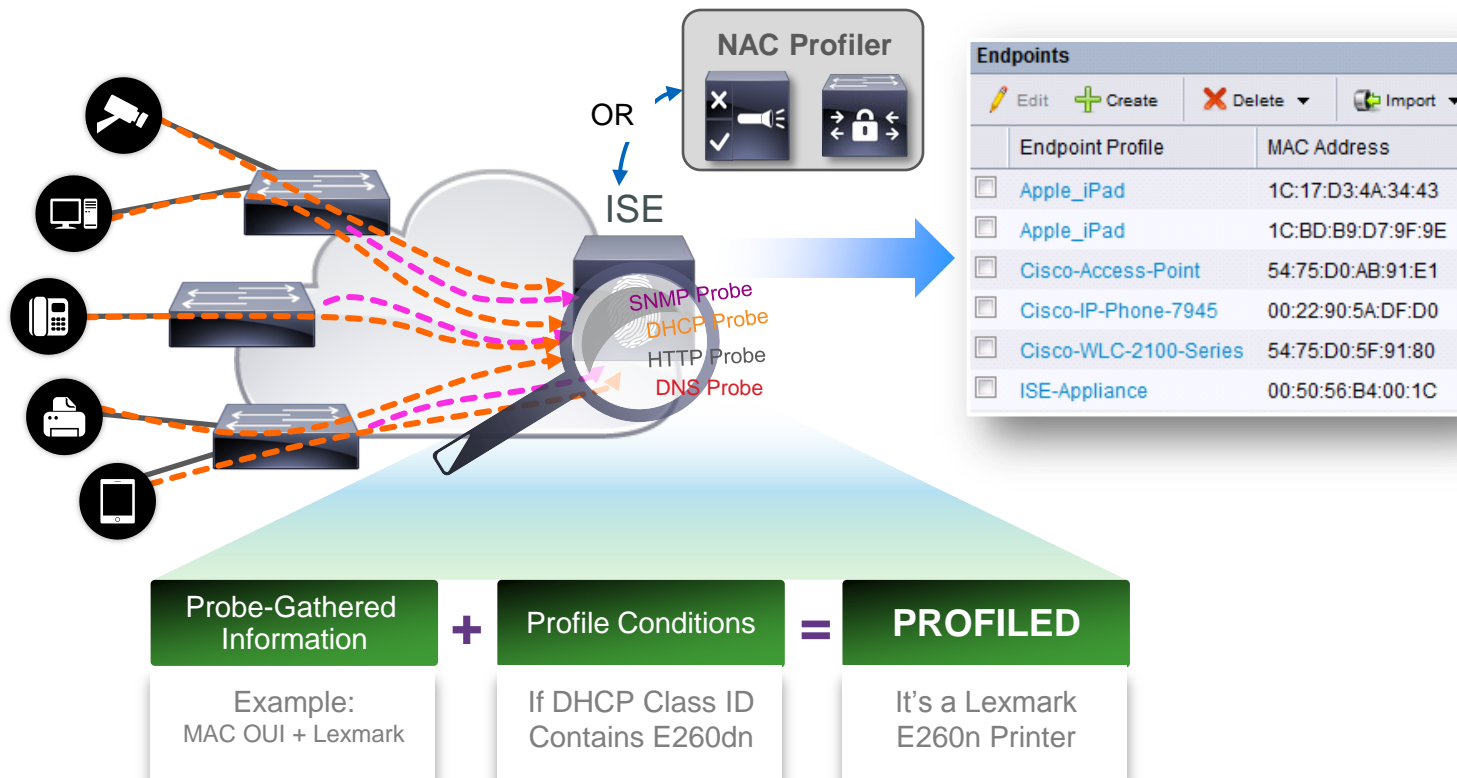 NAC Profiler
OR
ISE
SNMP Probe
DHCP Probe
HTTP Probe
DNS Probe
Endpoints
Edit Create Delete Import
Endpoint Profile MAC Address
Apple_iPad 1C:17:D3:4A:34:43
Apple_iPad 1C:BD:B9:D7:9F:9E
Cisco-Access-Point 54:75:D0:AB:91:E1
Cisco-IP-Phone-7945 00:22:90:5A:DF:D0
Cisco-WLC-2100-Series 54:75:D0:5F:91:80
ISE-Appliance 00:50:56:B4:00:1C
Probe-Gathered
Information
+
Profile Conditions
=
PROFILED
Example:
MAC OUI + Lexmark
If DHCP Class ID
Contains E260dn
It’s a Lexmark
E260n Printer